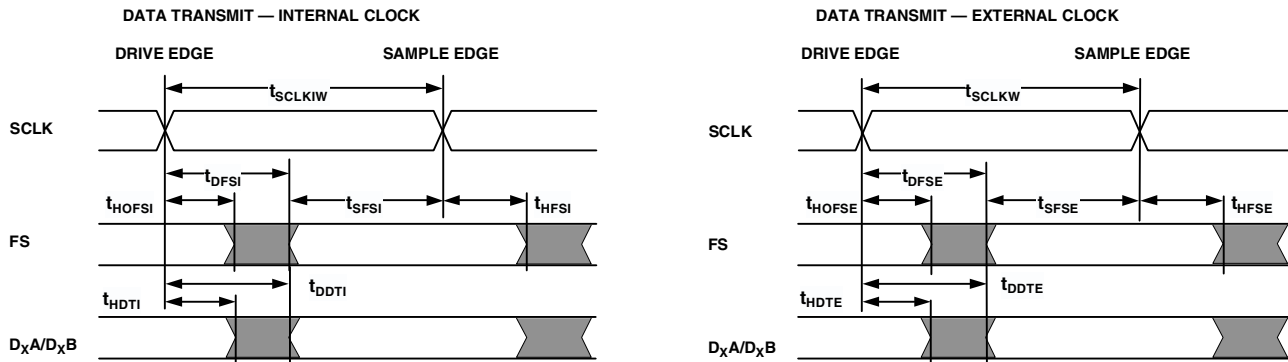 DATA TRANSMIT — INTERNAL CLOCK
DRIVE EDGE SAMPLE EDGE
tSCLKIW
SCLK
tDFSI
tHOFSI tSFSI tHFSI
FS
tDDTI
tHDTI
DXA/DXB
DATA TRANSMIT — EXTERNAL CLOCK
DRIVE EDGE SAMPLE EDGE
tSCLKW
SCLK
tDFSE
tHOFSE tSFSE tHFSE
FS
tDDTE
tHDTE
DXA/DXB